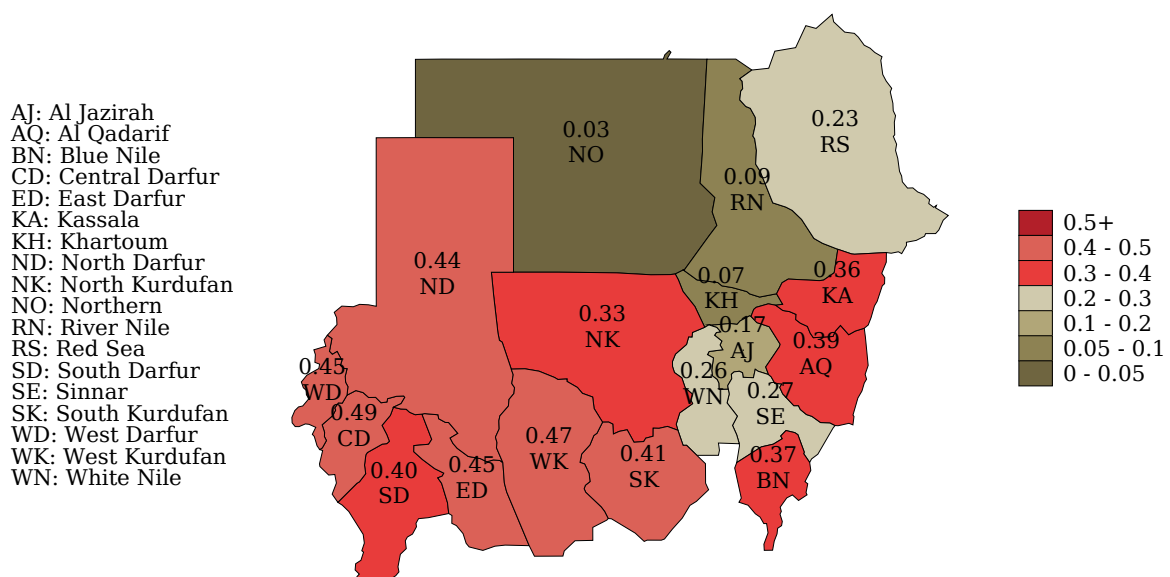 AJ: Al Jazirah
AQ: Al Qadarif
BN: Blue Nile
CD: Central Darfur
ED: East Darfur
KA: Kassala
KH: Khartoum
ND: North Darfur
NK: North Kurdufan
NO: Northern
RN: River Nile
RS: Red Sea
SD: South Darfur
SE: Sinnar
SK: South Kurdufan
WD: West Darfur
WK: West Kurdufan
WN: White Nile
0.03
NO
0.23
RS
0.09
RN
0.44
ND
0.07
KH
0.36
KA
0.33
NK
0.17
AJ
0.39
AQ
0.45
WD
0.26
WN
0.27
SE
0.49
CD
0.47
WK
0.41
SK
0.40
SD
0.45
ED
0.37
BN
0.5+
0.4 - 0.5
0.3 - 0.4
0.2 - 0.3
0.1 - 0.2
0.05 - 0.1
0 - 0.05